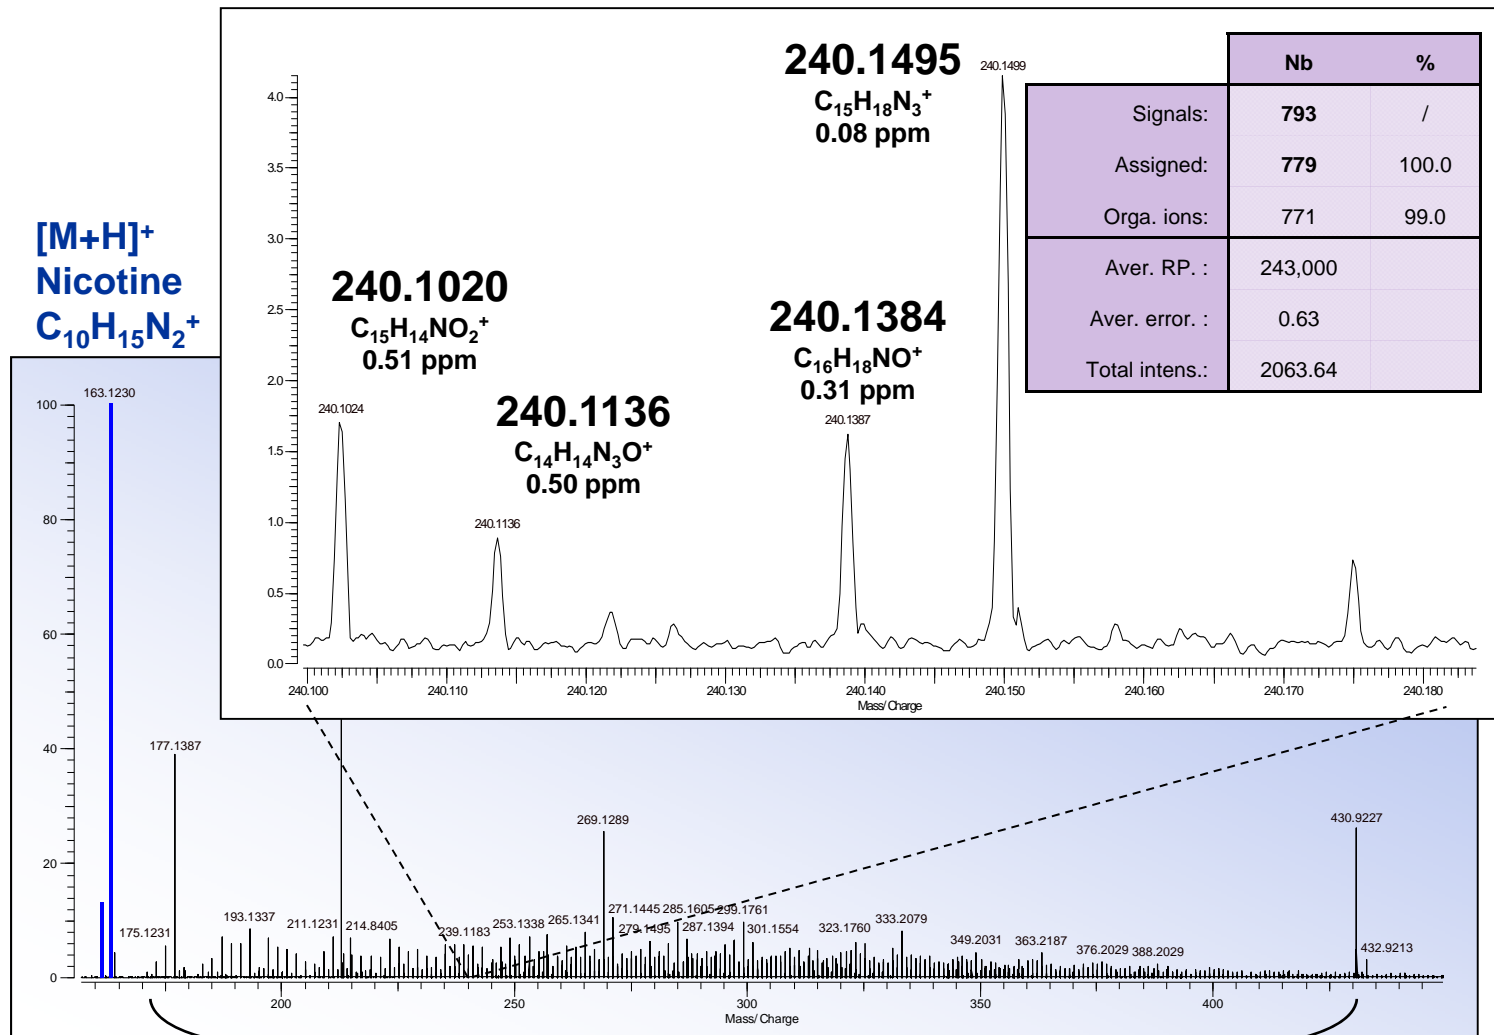 [M+H]+
Nicotine
C10H15N2+
240.1495
C15H18N3+
0.08 ppm
240.1499
240.1020
C15H14NO2+
0.51 ppm
240.1024
240.1136
C14H14N3O+
0.50 ppm
240.1136
240.1384
C16H18NO+
0.31 ppm
240.1387
Nb %
Signals: 793 /
Assigned: 779 100.0
Orga. ions: 771 99.0
Aver. RP. : 243,000
Aver. error. : 0.63
Total intens.: 2063.64
4.0
3.5
3.0
2.5
2.0
1.5
1.0
0.5
0.0
240.100 240.110 240.120 240.130 240.140 240.150 240.160 240.170 240.180
Mass/Charge
163.1230
100
80
60
40
20
0
177.1387
175.1231
193.1337
211.1231
214.8405
239.1183
253.1338
265.1341
269.1289
271.1445
279.1495
285.1605
287.1394
299.1761
301.1554
323.1760
333.2079
349.2031
363.2187
376.2029
388.2029
430.9227
432.9213
200 250 300 350 400
Mass/Charge